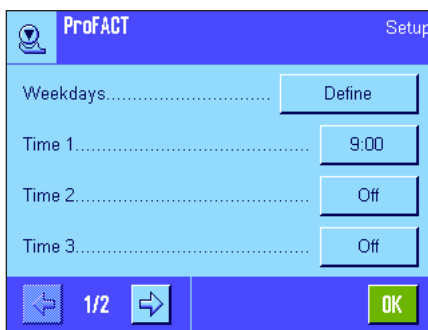 ProFACT Setup
Weekdays.............................. Define
Time 1.......................................... 9:00
Time 2.......................................... Off
Time 3.......................................... Off
1/2 OK